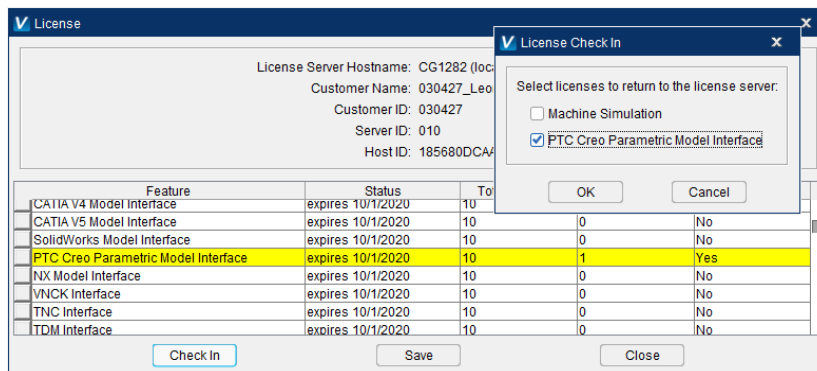 License
License Server Hostname: CG1282 (loc
Customer Name: 030427_Leo
Customer ID: 030427
Server ID: 010
Host ID: 185680DCAA
License Check In
Select licenses to return to the license server:
Machine Simulation
PTC Creo Parametric Model Interface
OK Cancel
Feature Status To
CATIA V4 Model Interface expires 10/1/2020 10
CATIA V5 Model Interface expires 10/1/2020 10 0 No
SolidWorks Model Interface expires 10/1/2020 10 0 No
PTC Creo Parametric Model Interface expires 10/1/2020 10 1 Yes
NX Model Interface expires 10/1/2020 10 0 No
VNCK Interface expires 10/1/2020 10 0 No
TNC Interface expires 10/1/2020 10 0 No
TDM Interface expires 10/1/2020 10 0 No
Check In Save Close